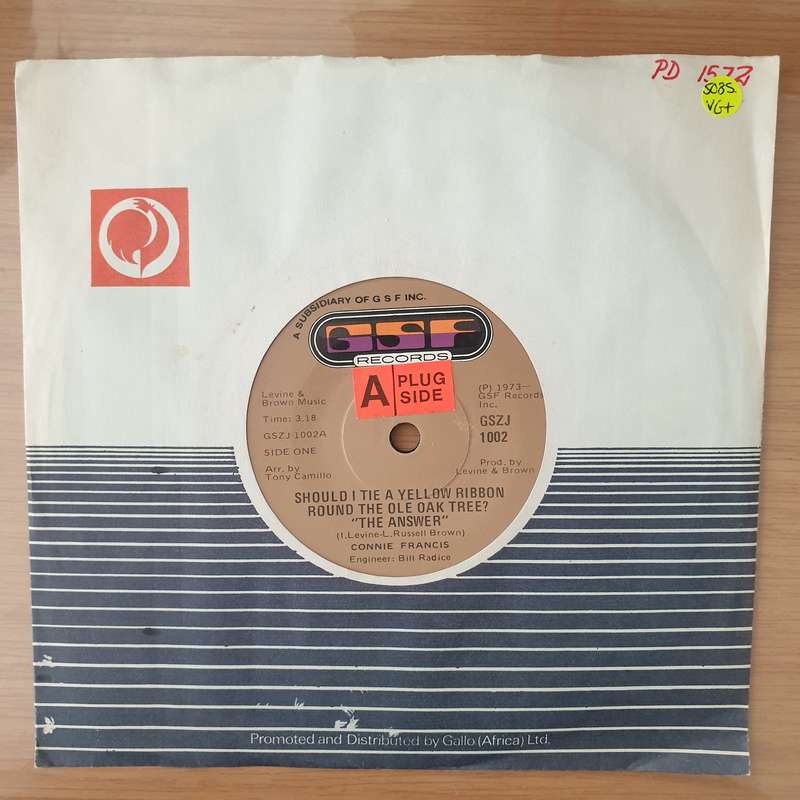 PD 1572
5085
VG+
A SUBSIDIARY OF G S F INC.
GSF
RECORDS
A PLUG
SIDE
Levine &
Brown Music
Time: 3.18
GSZJ 1002A
SIDE ONE
Arr. by
Tony Camillo
(P) 1973—
GSF Records
Inc.
GSZJ
1002
Prod. by
Levine & Brown
SHOULD I TIE A YELLOW RIBBON
ROUND THE OLE OAK TREE?
"THE ANSWER"
(I.Levine-L.Russell Brown)
CONNIE FRANCIS
Engineer: Bill Radice
Promoted and Distributed by Gallo (Africa) Ltd.